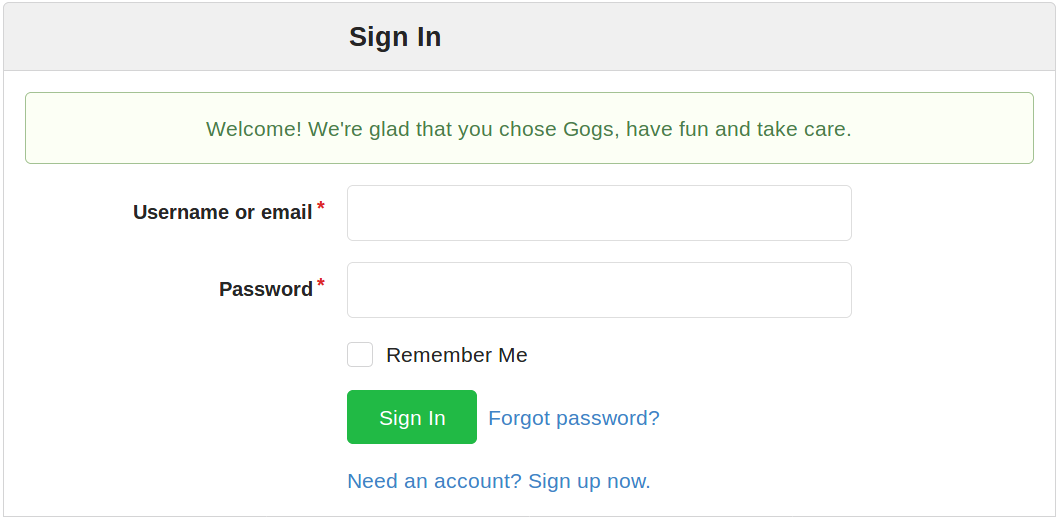 Sign In
Welcome! We're glad that you chose Gogs, have fun and take care.
Username or email *
Password *
Remember Me
Sign In Forgot password?
Need an account? Sign up now.